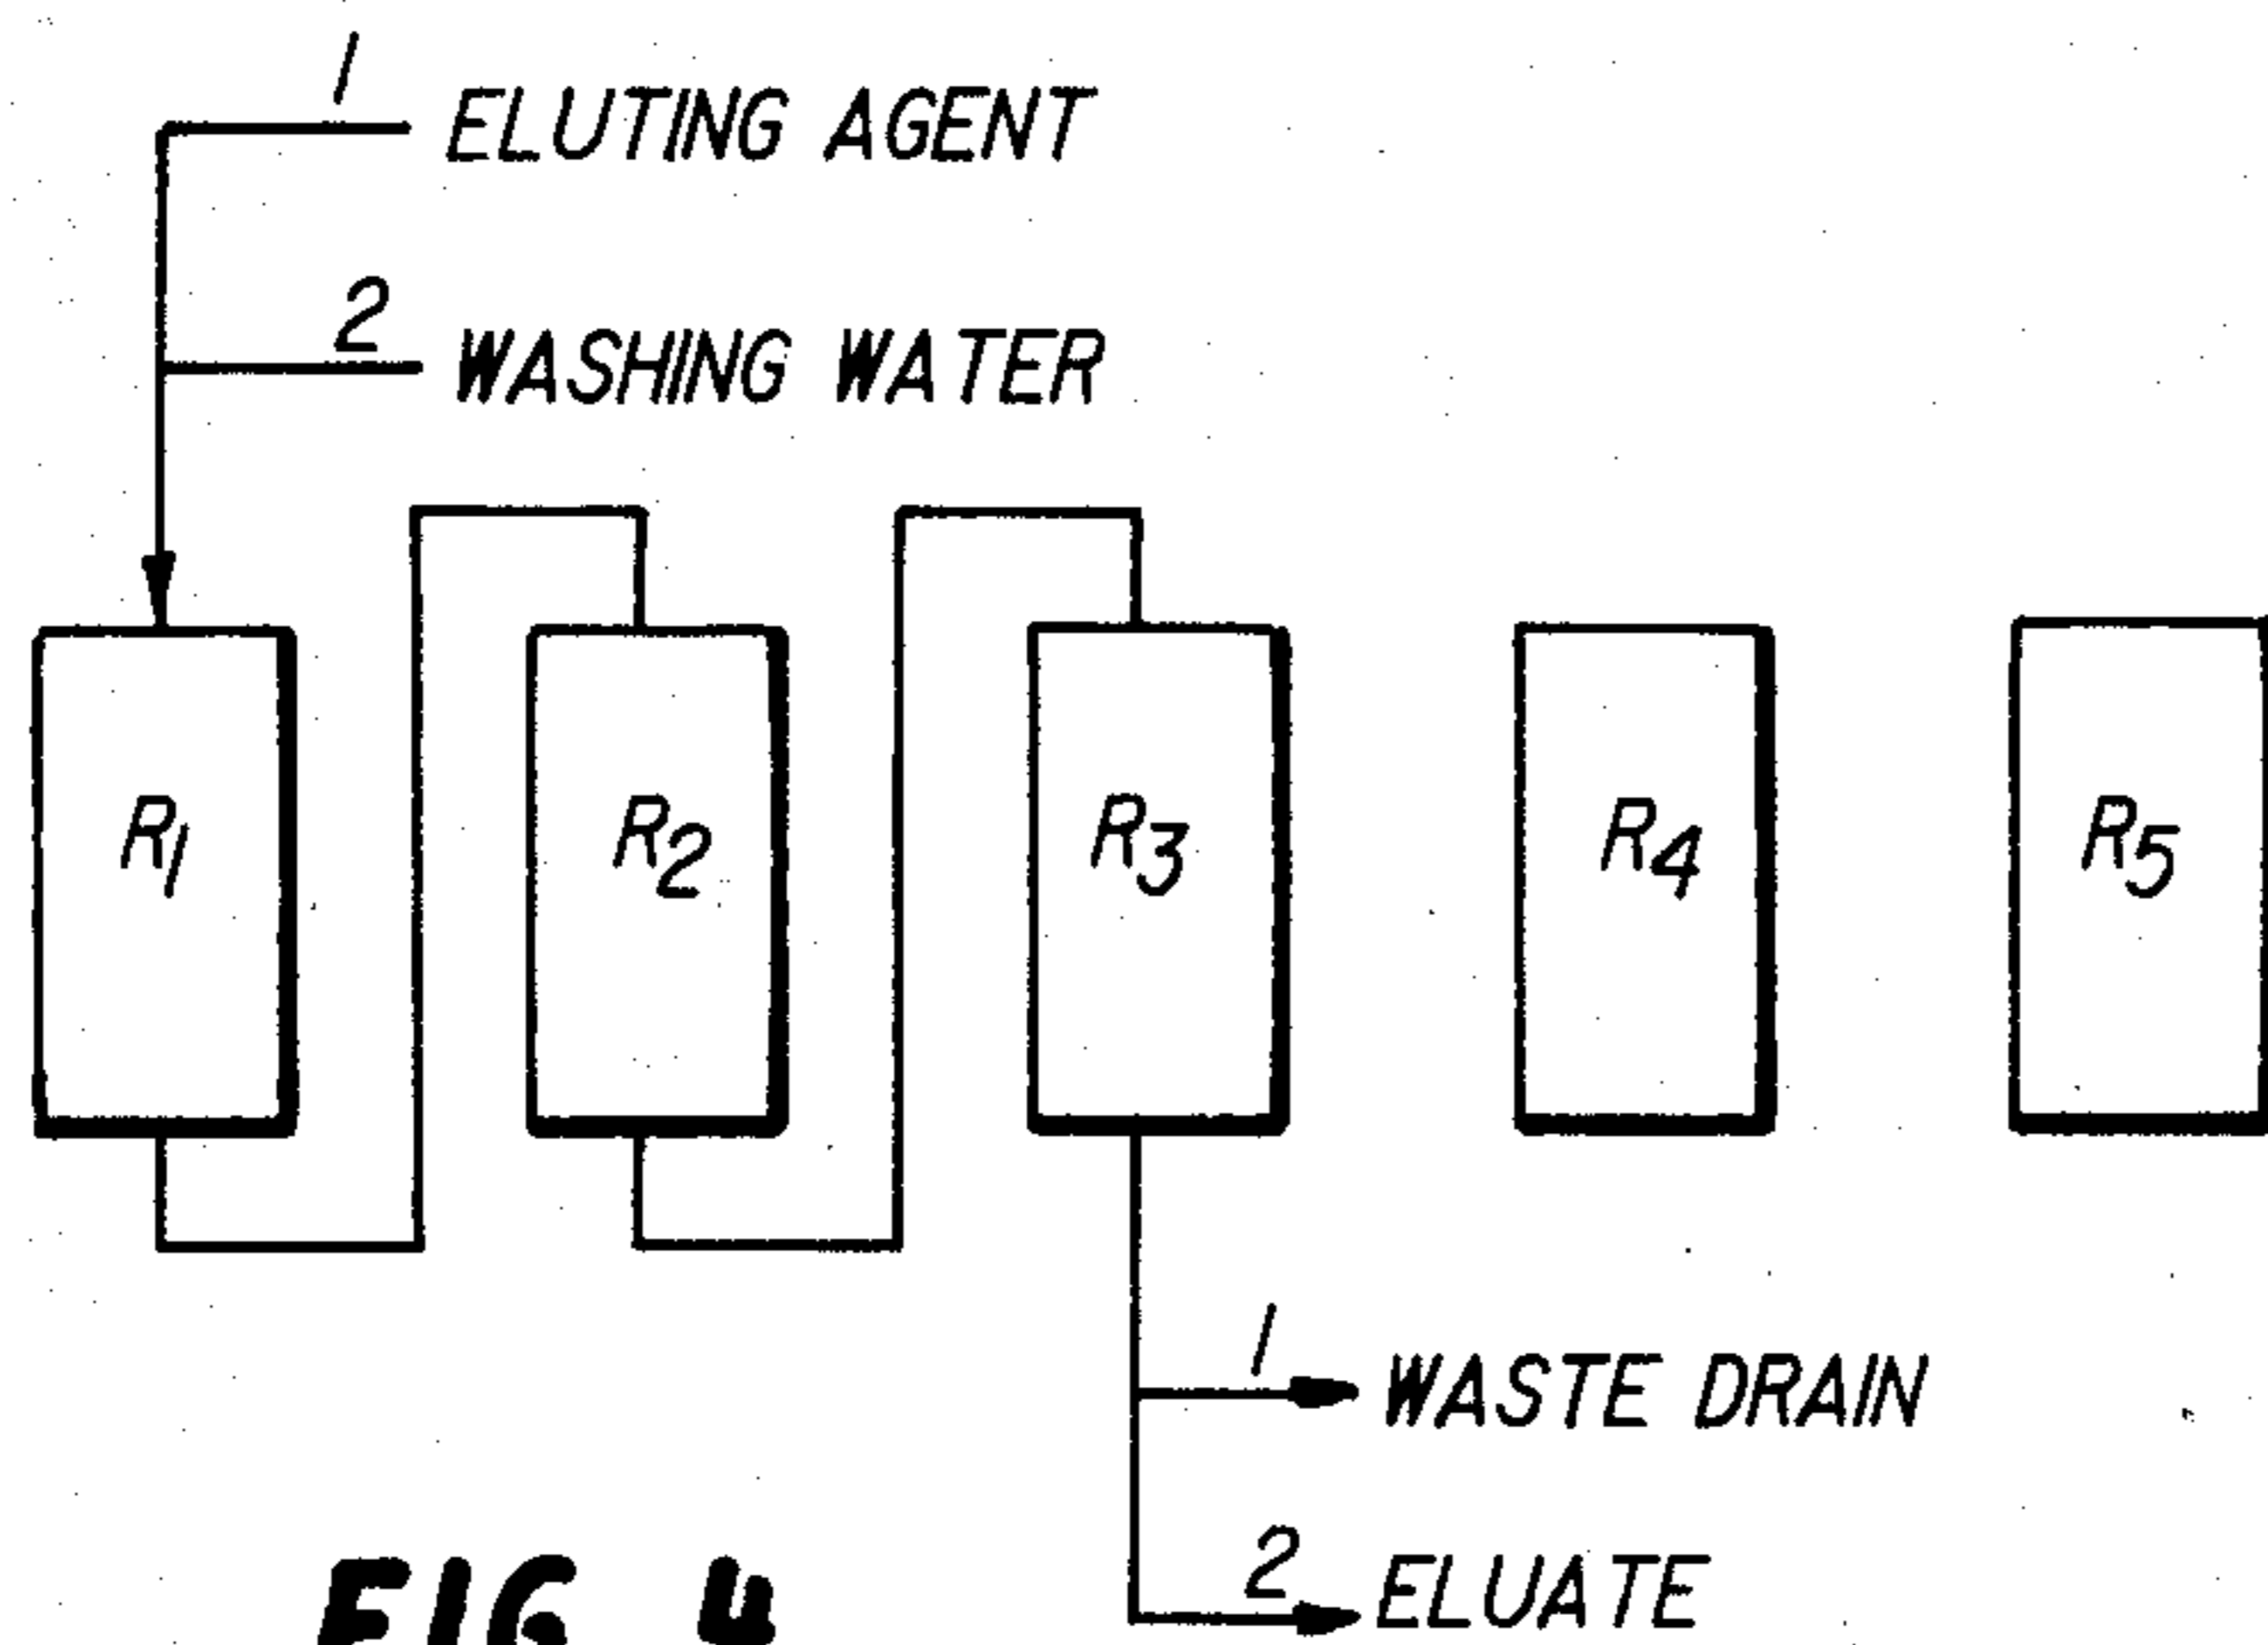 1
ELUTING AGENT
2
WASHING WATER
R1 R2 R3 R4 R5
1
WASTE DRAIN
2
ELUATE
FIG 4